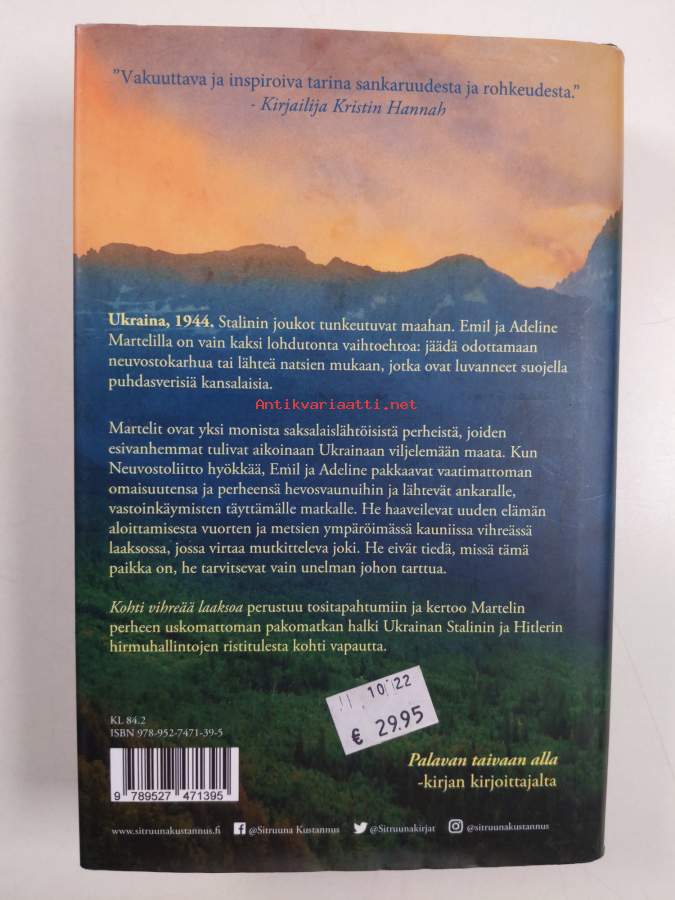 ”Vakuuttava ja inspiroiva tarina sankaruudesta ja rohkeudesta.”
- Kirjailija Kristin Hannah
Ukraina, 1944. Stalinin joukot tunkeutuvat maahan. Emil ja Adeline
Martelilla on vain kaksi lohdutonta vaihtoehtoa: jäädä odottamaan
neuvostokarhua tai lähteä natsien mukaan, jotka ovat luvanneet suojella
puhdasverisiä kansalaisia.
Antikvariaatti.net
Martelit ovat yksi monista saksalaislähtöisistä perheistä, joiden
esivanhemmat tulivat aikoinaan Ukrainaan viljelemään maata. Kun
Neuvostoliitto hyökkää, Emil ja Adeline pakkaavat vaatimattoman
omaisuutensa ja perheensä hevosvaunuihin ja lähtevät ankaralle,
vastoinkäymisten täyttämälle matkalle. He haaveilevat uuden elämän
aloittamisesta vuorten ja metsien ympäröimässä kauniissa vihreässä
laaksossa, jossa virtaa mutkitteleva joki. He eivät tiedä, missä tämä
paikka on, he tarvitsevat vain unelman johon tarttua.
Kohti vihreää laaksoa perustuu tositapahtumiin ja kertoo Martelin
perheen uskomattoman pakomatkan halki Ukrainan Stalinin ja Hitlerin
hirmuhallintojen ristitulesta kohti vapautta.
10 22
€ 29.95
KL 84.2
ISBN 978-952-7471-39-5
9 789527 471395
Palavan taivaan alla
-kirjan kirjoittajalta
www.sitruunakustannus.fi @Sitruuna Kustannus @Sitruunakirjat @sitruunakustannus